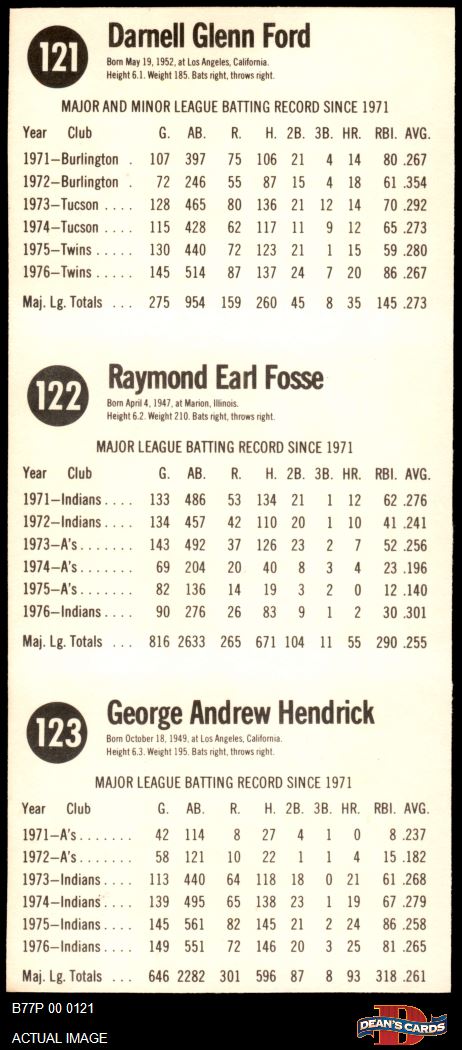 121
Darnell Glenn Ford
Born May 19, 1952, at Los Angeles, California.
Height 6.1. Weight 185. Bats right, throws right.
MAJOR AND MINOR LEAGUE BATTING RECORD SINCE 1971
Year Club G. AB. R. H. 2B. 3B. HR. RBI. AVG.
1971—Burlington . 107 397 75 106 21 4 14 80 .267
1972—Burlington . 72 246 55 87 15 4 18 61 .354
1973—Tucson .... 128 465 80 136 21 12 14 70 .292
1974—Tucson .... 115 428 62 117 11 9 12 65 .273
1975—Twins ..... 130 440 72 123 21 1 15 59 .280
1976—Twins ..... 145 514 87 137 24 7 20 86 .267
Maj. Lg. Totals ... 275 954 159 260 45 8 35 145 .273
122
Raymond Earl Fosse
Born April 4, 1947, at Marion, Illinois.
Height 6.2. Weight 210. Bats right, throws right.
MAJOR LEAGUE BATTING RECORD SINCE 1971
Year Club G. AB. R. H. 2B. 3B. HR. RBI. AVG.
1971—Indians .... 133 486 53 134 21 1 12 62 .276
1972—Indians .... 134 457 42 110 20 1 10 41 .241
1973—A's ....... 143 492 37 126 23 2 7 52 .256
1974—A's ....... 69 204 20 40 8 3 4 23 .196
1975—A's ....... 82 136 14 19 3 2 0 12 .140
1976—Indians .... 90 276 26 83 9 1 2 30 .301
Maj. Lg. Totals ... 816 2633 265 671 104 11 55 290 .255
123
George Andrew Hendrick
Born October 18, 1949, at Los Angeles, California.
Height 6.3. Weight 195. Bats right, throws right.
MAJOR LEAGUE BATTING RECORD SINCE 1971
Year Club G. AB. R. H. 2B. 3B. HR. RBI. AVG.
1971—A's ....... 42 114 8 27 4 1 0 8 .237
1972—A's ....... 58 121 10 22 1 1 4 15 .182
1973—Indians .... 113 440 64 118 18 0 21 61 .268
1974—Indians .... 139 495 65 138 23 1 19 67 .279
1975—Indians .... 145 561 82 145 21 2 24 86 .258
1976—Indians .... 149 551 72 146 20 3 25 81 .265
Maj. Lg. Totals ... 646 2282 301 596 87 8 93 318 .261
B77P 00 0121
ACTUAL IMAGE
DEAN'S CARDS